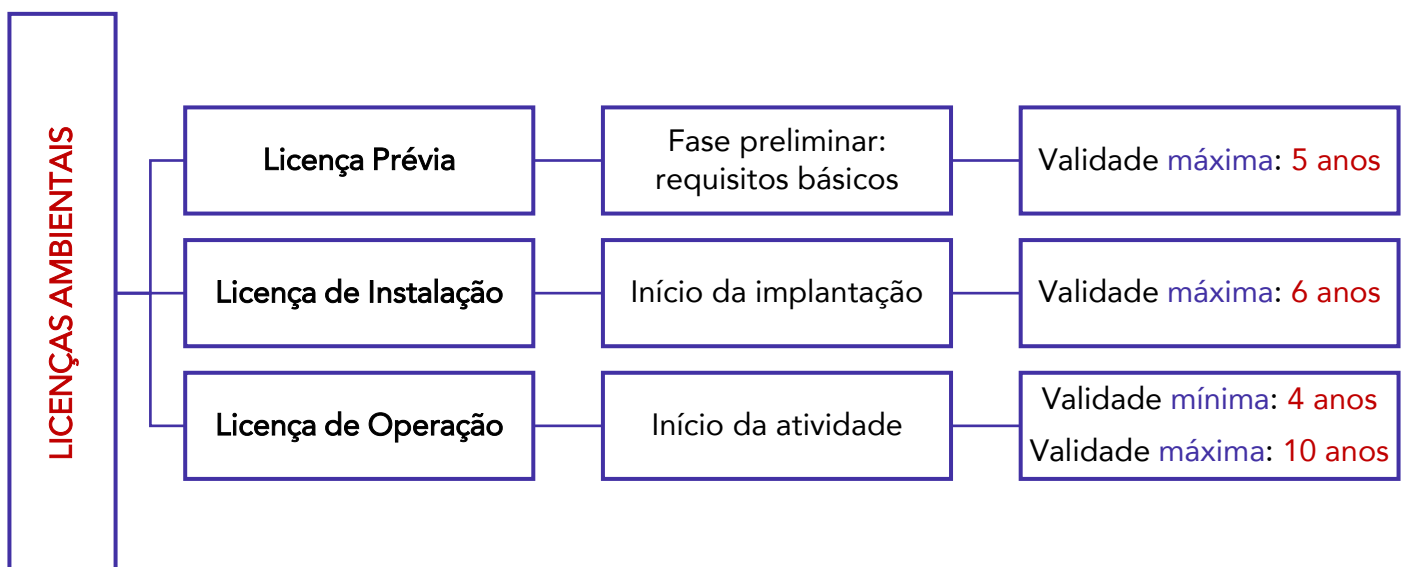 LICENÇAS AMBIENTAIS
Licença Prévia
Fase preliminar:
requisitos básicos
Validade máxima: 5 anos
Licença de Instalação
Início da implantação
Validade máxima: 6 anos
Licença de Operação
Início da atividade
Validade mínima: 4 anos
Validade máxima: 10 anos